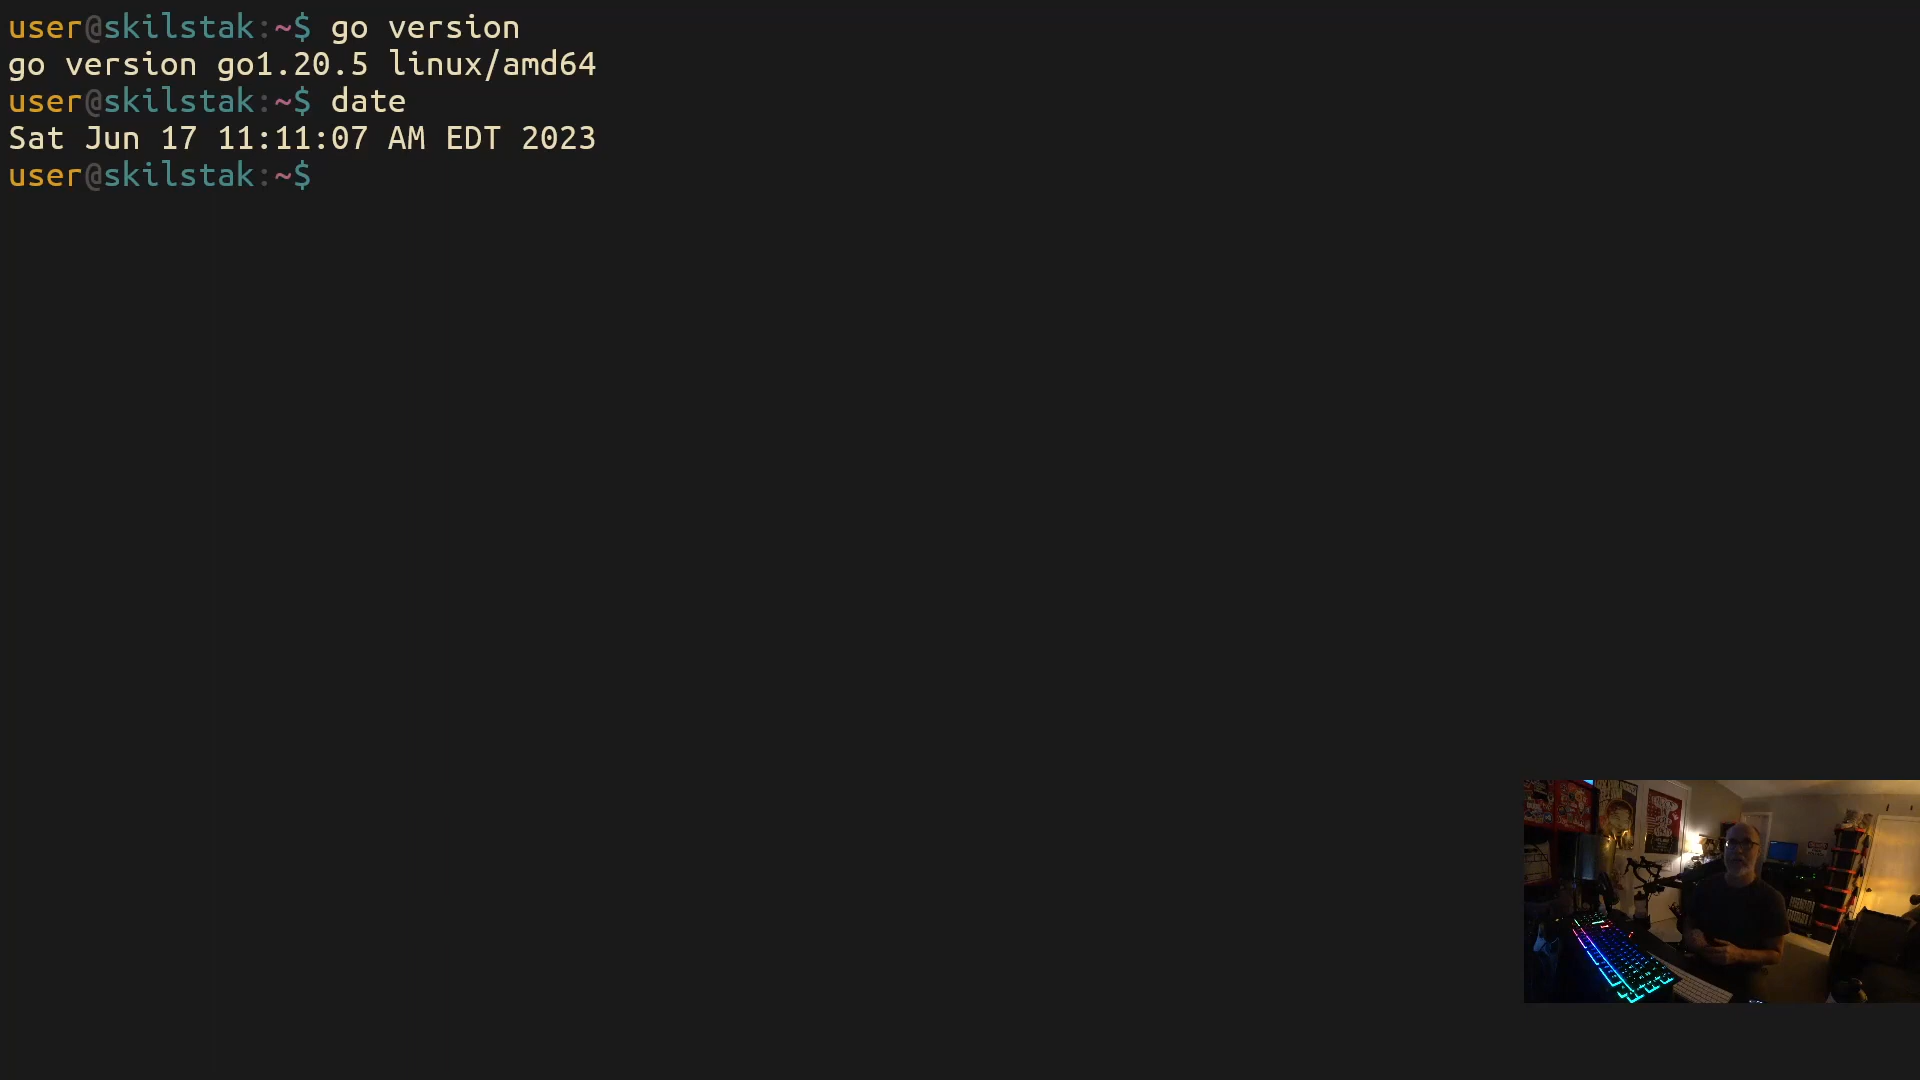 user@skilstak:~$ go version
go version go1.20.5 linux/amd64
user@skilstak:~$ date
Sat Jun 17 11:11:07 AM EDT 2023
user@skilstak:~$